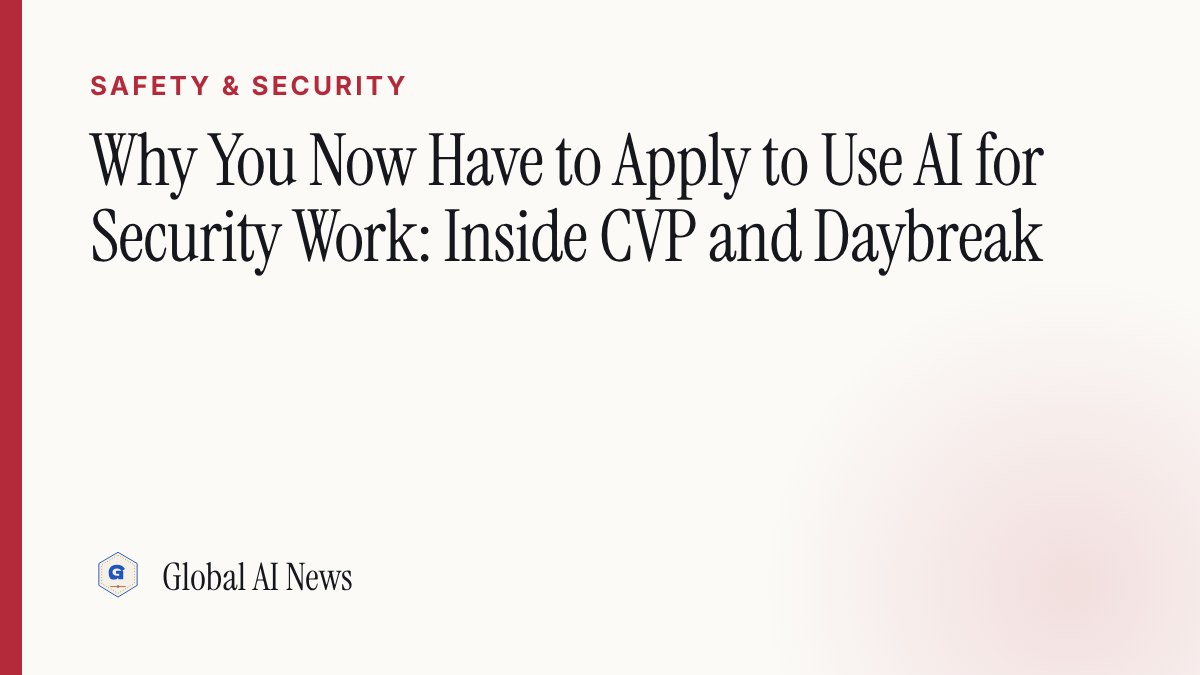 SAFETY & SECURITY
Why You Now Have to Apply to Use AI for
Security Work: Inside CVP and Daybreak
G
Global AI News